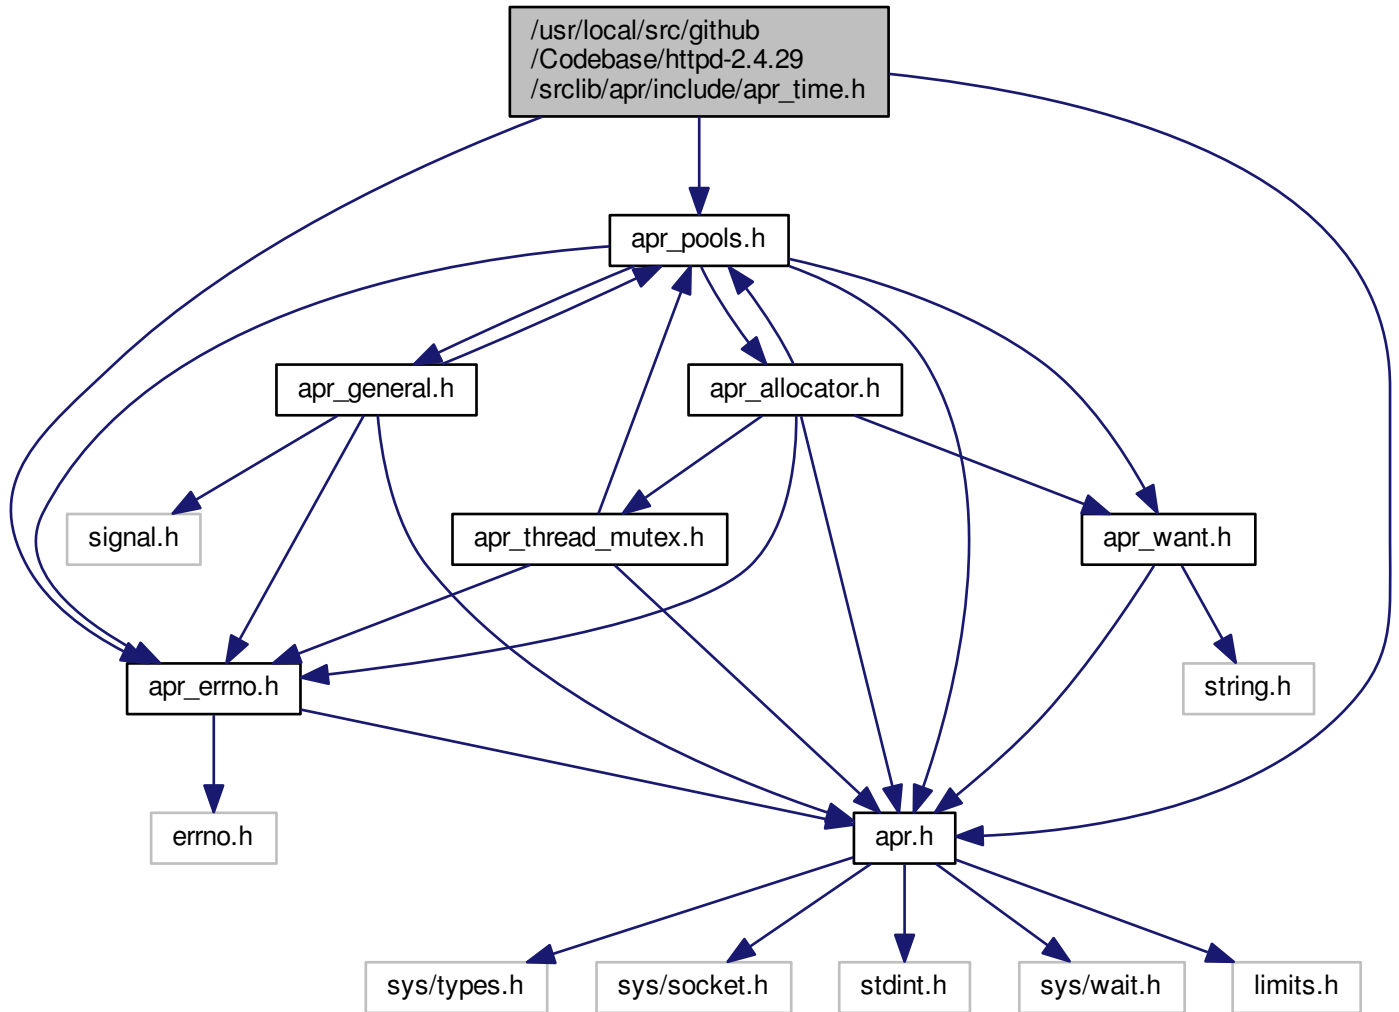 /usr/local/src/github
/Codebase/httpd-2.4.29
/srclib/apr/include/apr_time.h
apr_pools.h
apr_general.h
apr_allocator.h
signal.h
apr_thread_mutex.h
apr_want.h
apr_errno.h
string.h
errno.h
apr.h
sys/types.h
sys/socket.h
stdint.h
sys/wait.h
limits.h